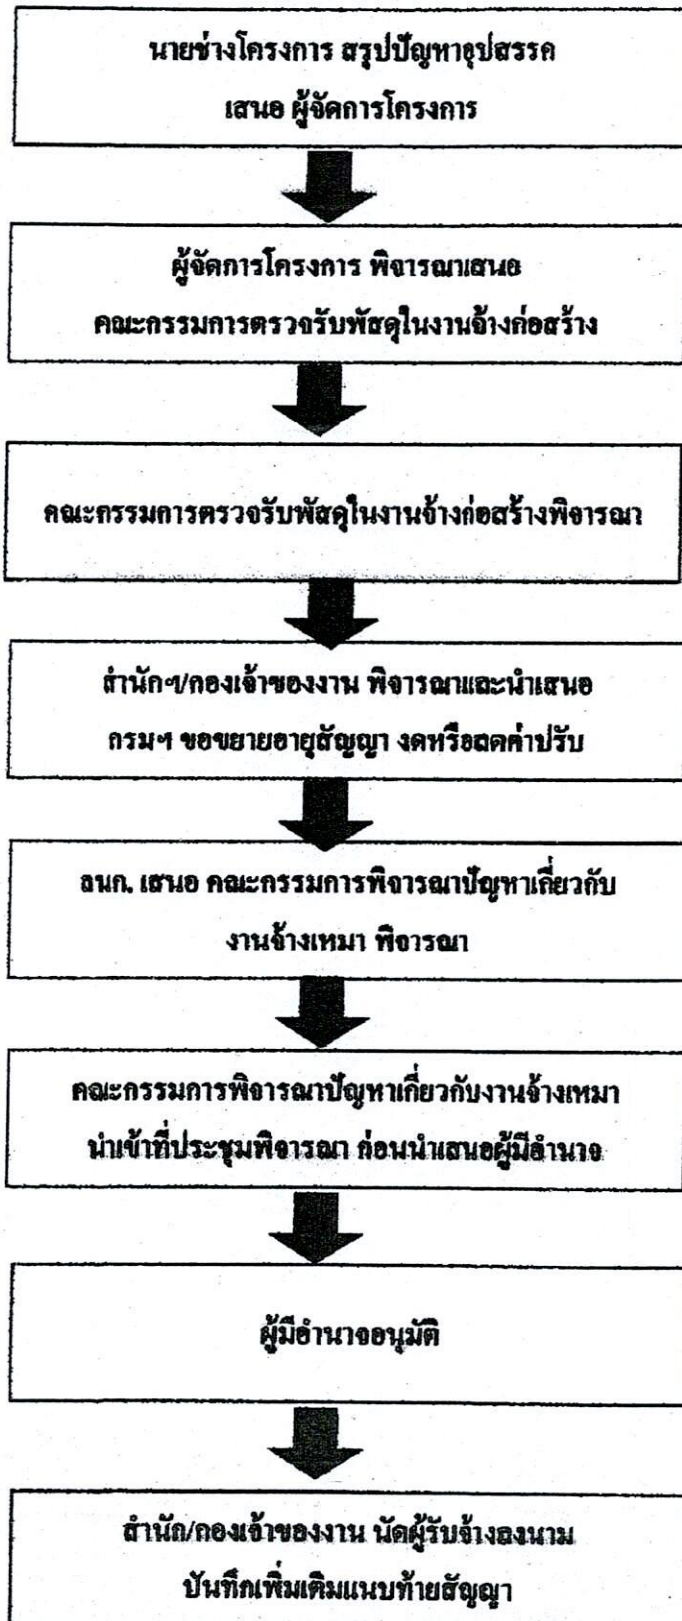 นายช่างโครงการ สรุปปัญหาอุปสรรค
เสนอ ผู้จัดการโครงการ
ผู้จัดการโครงการ พิจารณาเสนอ
คณะกรรมการตรวจรับพัสดุในงานจ้างก่อสร้าง
คณะกรรมการตรวจรับพัสดุในงานจ้างก่อสร้างพิจารณา
สำนักฯ/กองเจ้าของงาน พิจารณาและนำเสนอ
กรมฯ ขอขยายอายุสัญญา งดหรือลดค่าปรับ
ลนก. เสนอ คณะกรรมการพิจารณาปัญหาเกี่ยวกับ
งานจ้างเหมา พิจารณา
คณะกรรมการพิจารณาปัญหาเกี่ยวกับงานจ้างเหมา
นำเข้าที่ประชุมพิจารณา ก่อนนำเสนอผู้มีอำนาจ
ผู้มีอำนาจอนุมัติ
สำนัก/กองเจ้าของงาน นัดผู้รับจ้างลงนาม
บันทึกเพิ่มเติมแนบท้ายสัญญา